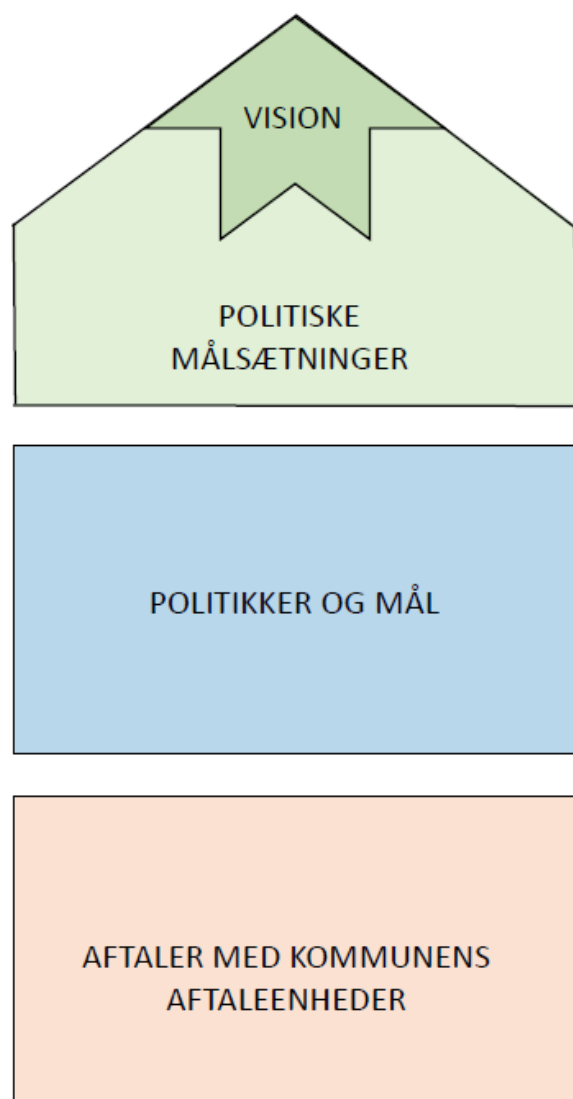 VISION
POLITISKE
MÅLSÆTNINGER
POLITIKKER OG MÅL
AFTALER MED KOMMUNENS
AFTALEENHEDER